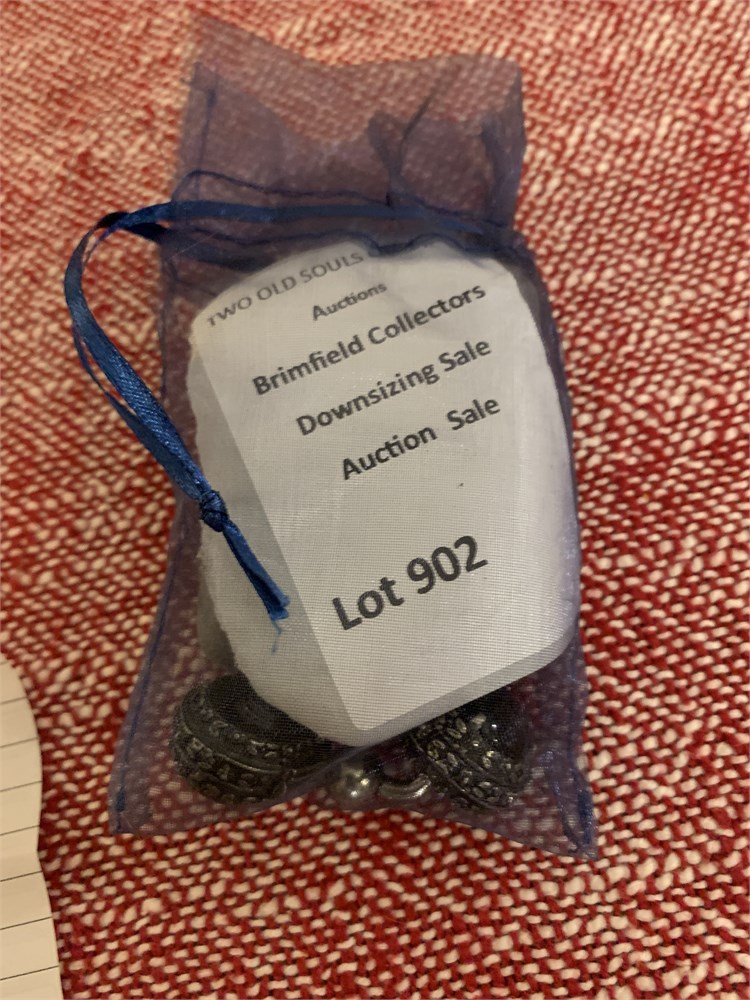 TWO OLD SOULS
Auctions
Brimfield Collectors
Downsizing Sale
Auction Sale
Lot 902